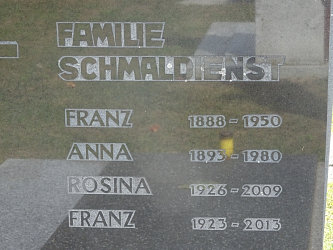 FAMILIE
SCHMALDIENST
FRANZ 1888 - 1950
ANNA 1893 - 1980
ROSINA 1926 - 2009
FRANZ 1923 - 2013